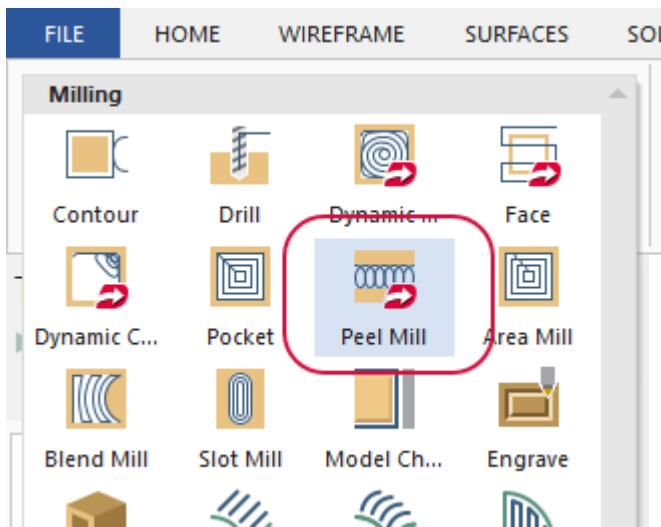 FILE HOME WIREFRAME SURFACES
Milling
Contour Drill Dynamic ... Face
Dynamic C... Pocket Peel Mill Area Mill
Blend Mill Slot Mill Model Ch... Engrave